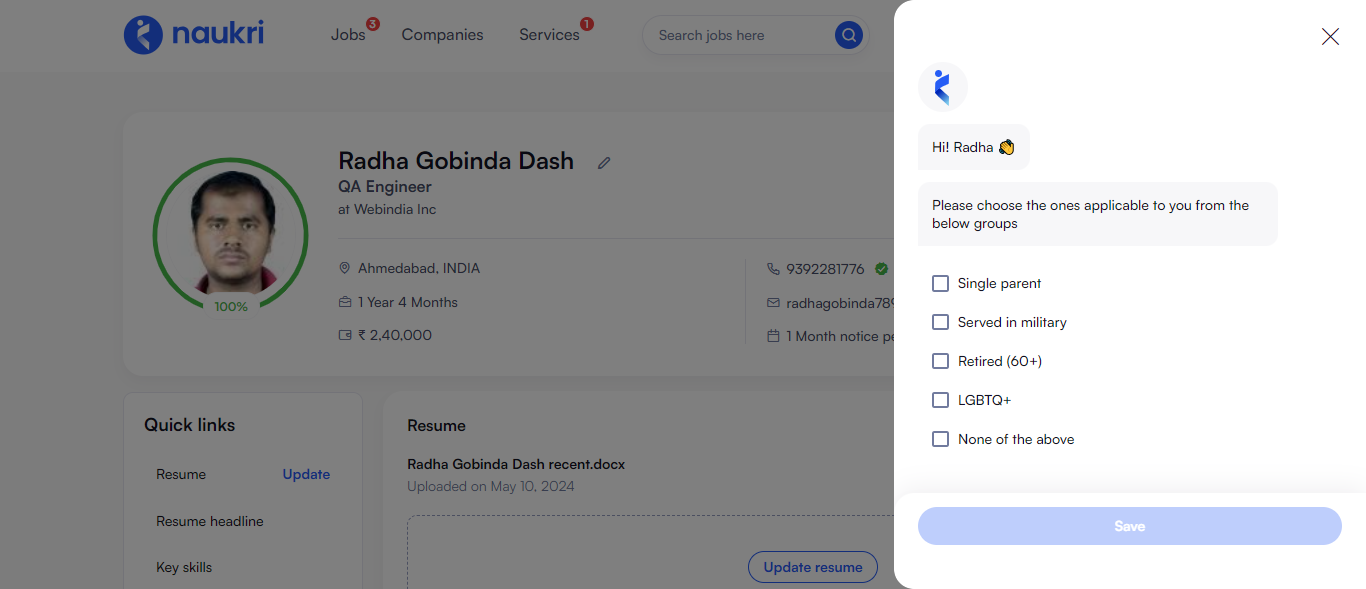 naukri
Jobs 3
Companies
Services 1
Search jobs here
Radha Gobinda Dash
QA Engineer
at Webindia Inc
Ahmedabad, INDIA
1 Year 4 Months
₹ 2,40,000
9392281776
radhagobinda789
1 Month notice pe
100%
Quick links
Resume Update
Resume headline
Key skills
Resume
Radha Gobinda Dash recent.docx
Uploaded on May 10, 2024
Update resume
Hi! Radha 👏
Please choose the ones applicable to you from the
below groups
Single parent
Served in military
Retired (60+)
LGBTQ+
None of the above
Save